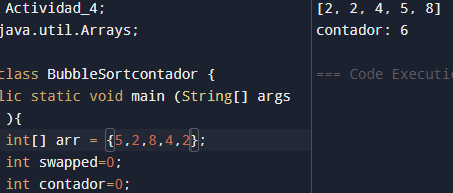 Actividad_4;
java.util.Arrays;
class BubbleSortcontador {
lic static void main (String[] args
){
int[] arr = {5,2,8,4,2};
int swapped=0;
int contador=0;
[2, 2, 4, 5, 8]
contador: 6
=== Code Executio